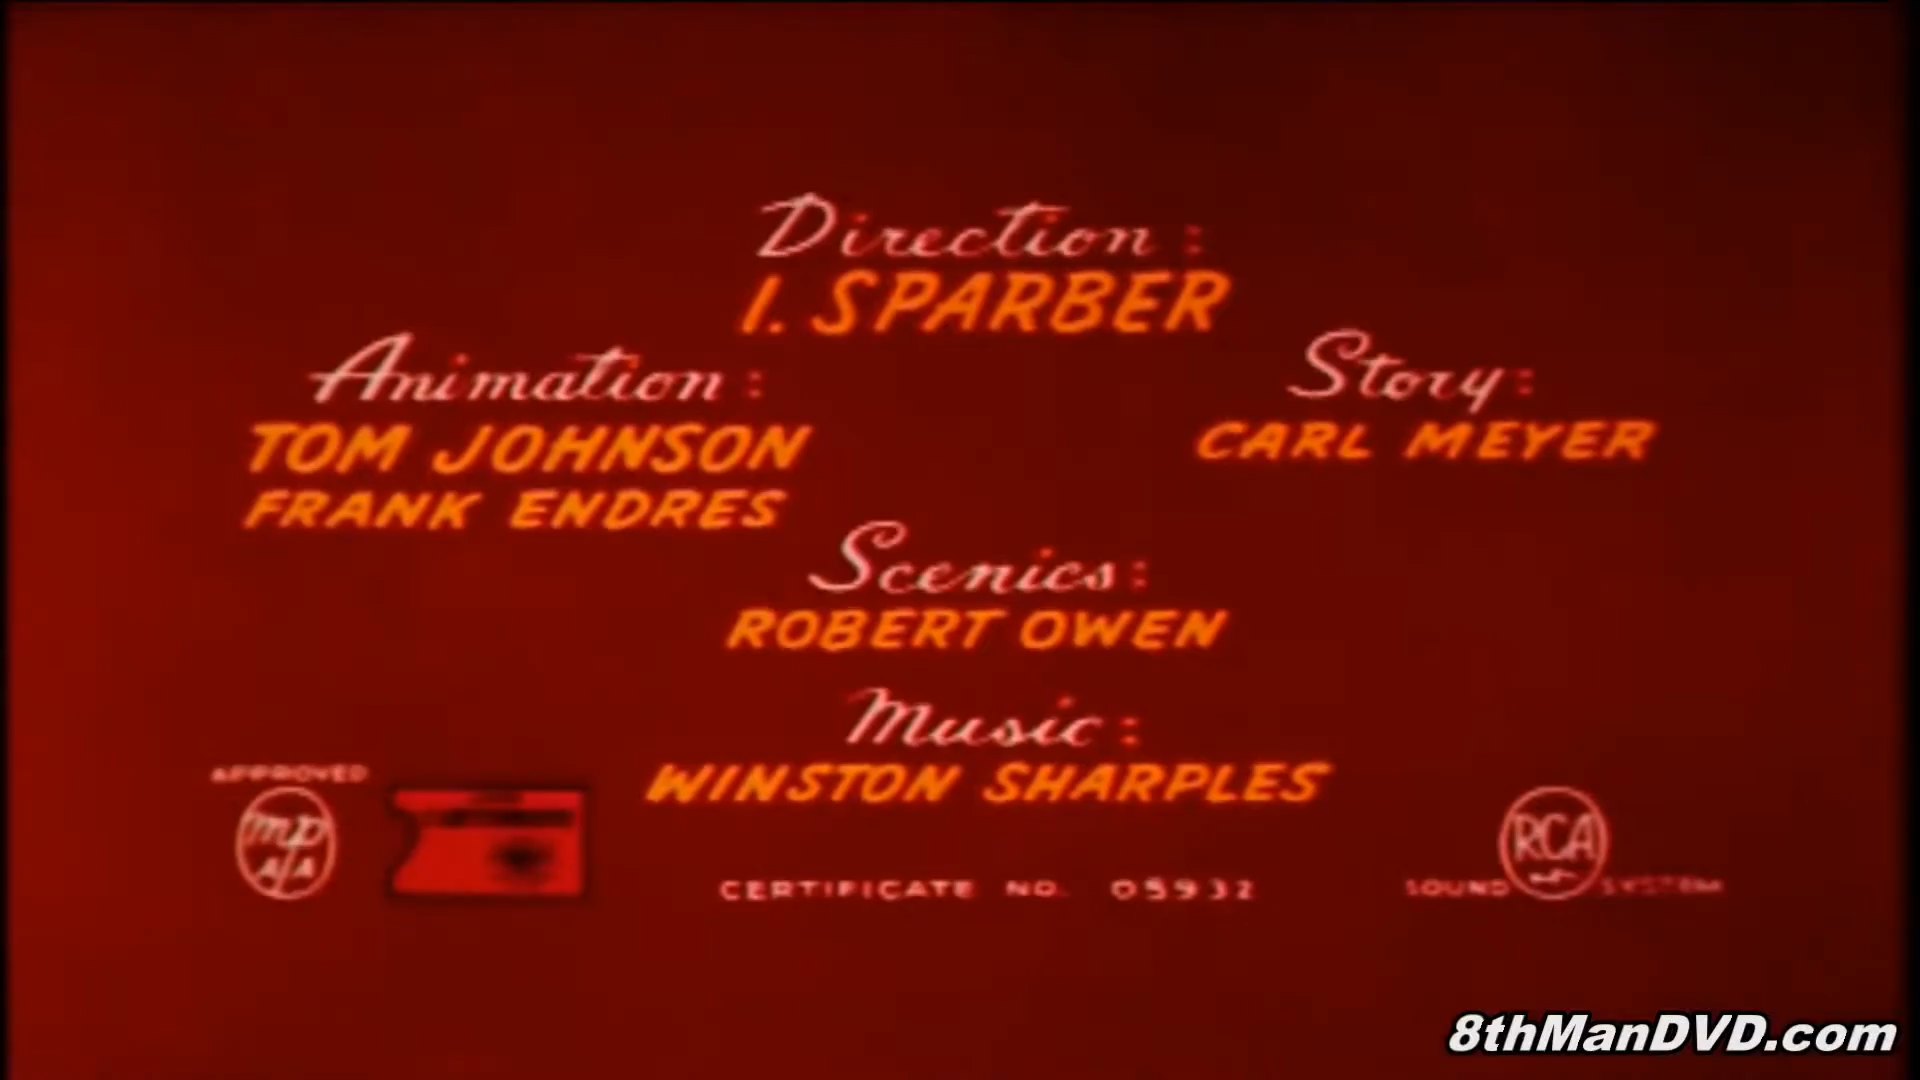 Direction:
I. SPARBER
Animation:
TOM JOHNSON
FRANK ENDRES
Story:
CARL MEYER
Scenics:
ROBERT OWEN
Music:
WINSTON SHARPLES
APPROVED
MPAA
CERTIFICATE NO. 05932
RCA
SOUND SYSTEM
8thManDVD.com